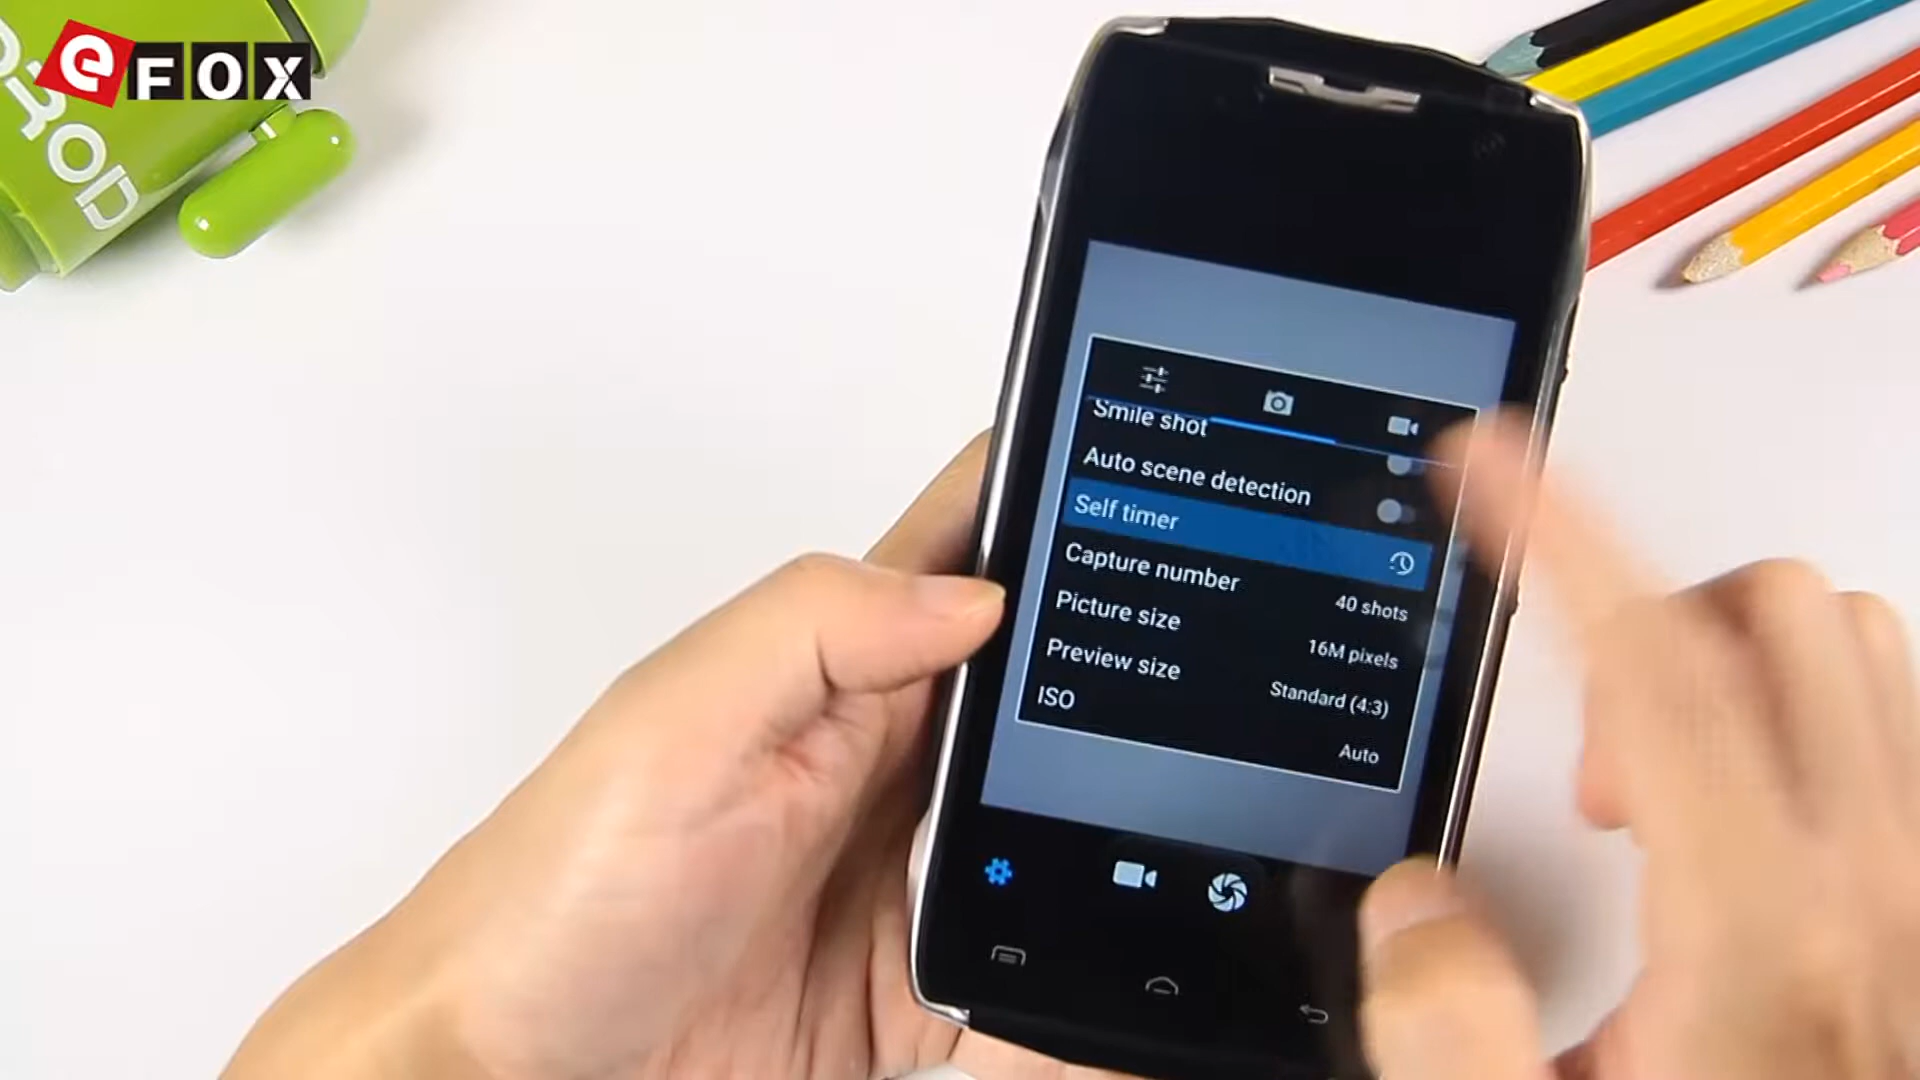 eFOX
Smile shot
Auto scene detection
Self timer
Capture number
40 shots
Picture size
16M pixels
Preview size
Standard (4:3)
ISO
Auto